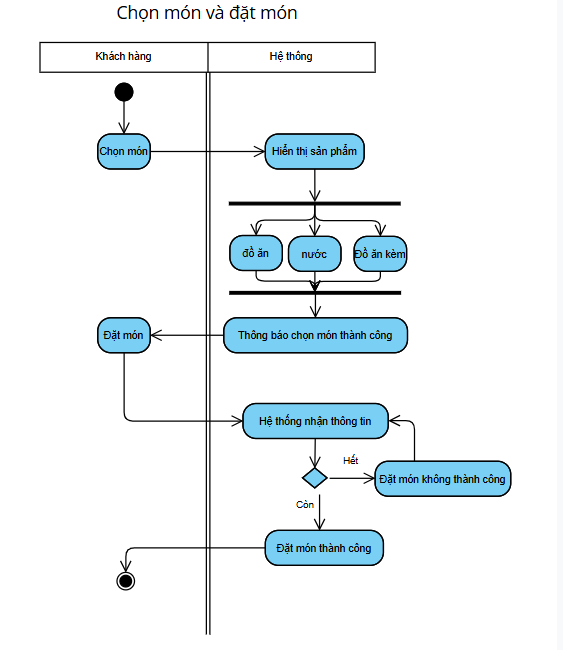 Chọn món và đặt món
Khách hàng
Hệ thống
Chọn món
Hiển thị sản phẩm
đồ ăn
nước
Đồ ăn kèm
Đặt món
Thông báo chọn món thành công
Hệ thống nhận thông tin
Hết
Đặt món không thành công
Còn
Đặt món thành công